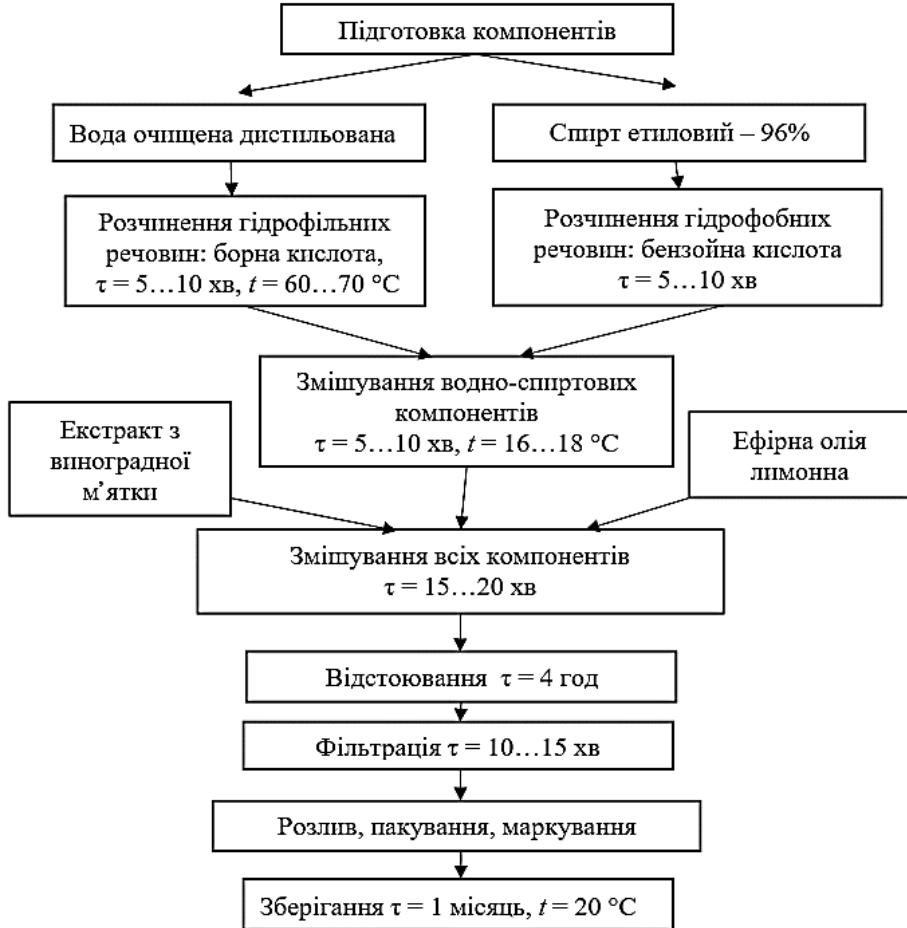 Підготовка компонентів
Вода очищена дистильована
Спирт етиловий – 96%
Розчинення гідрофільних
речовин: борна кислота,
τ = 5…10 хв, t = 60…70 °С
Розчинення гідрофобних
речовин: бензойна кислота
τ = 5…10 хв
Змішування водно-спиртових
компонентів
τ = 5…10 хв, t = 16…18 °С
Екстракт з
виноградної
м’ятки
Ефірна олія
лимонна
Змішування всіх компонентів
τ = 15…20 хв
Відстоювання τ = 4 год
Фільтрація τ = 10…15 хв
Розлив, пакування, маркування
Зберігання τ = 1 місяць, t = 20 °С